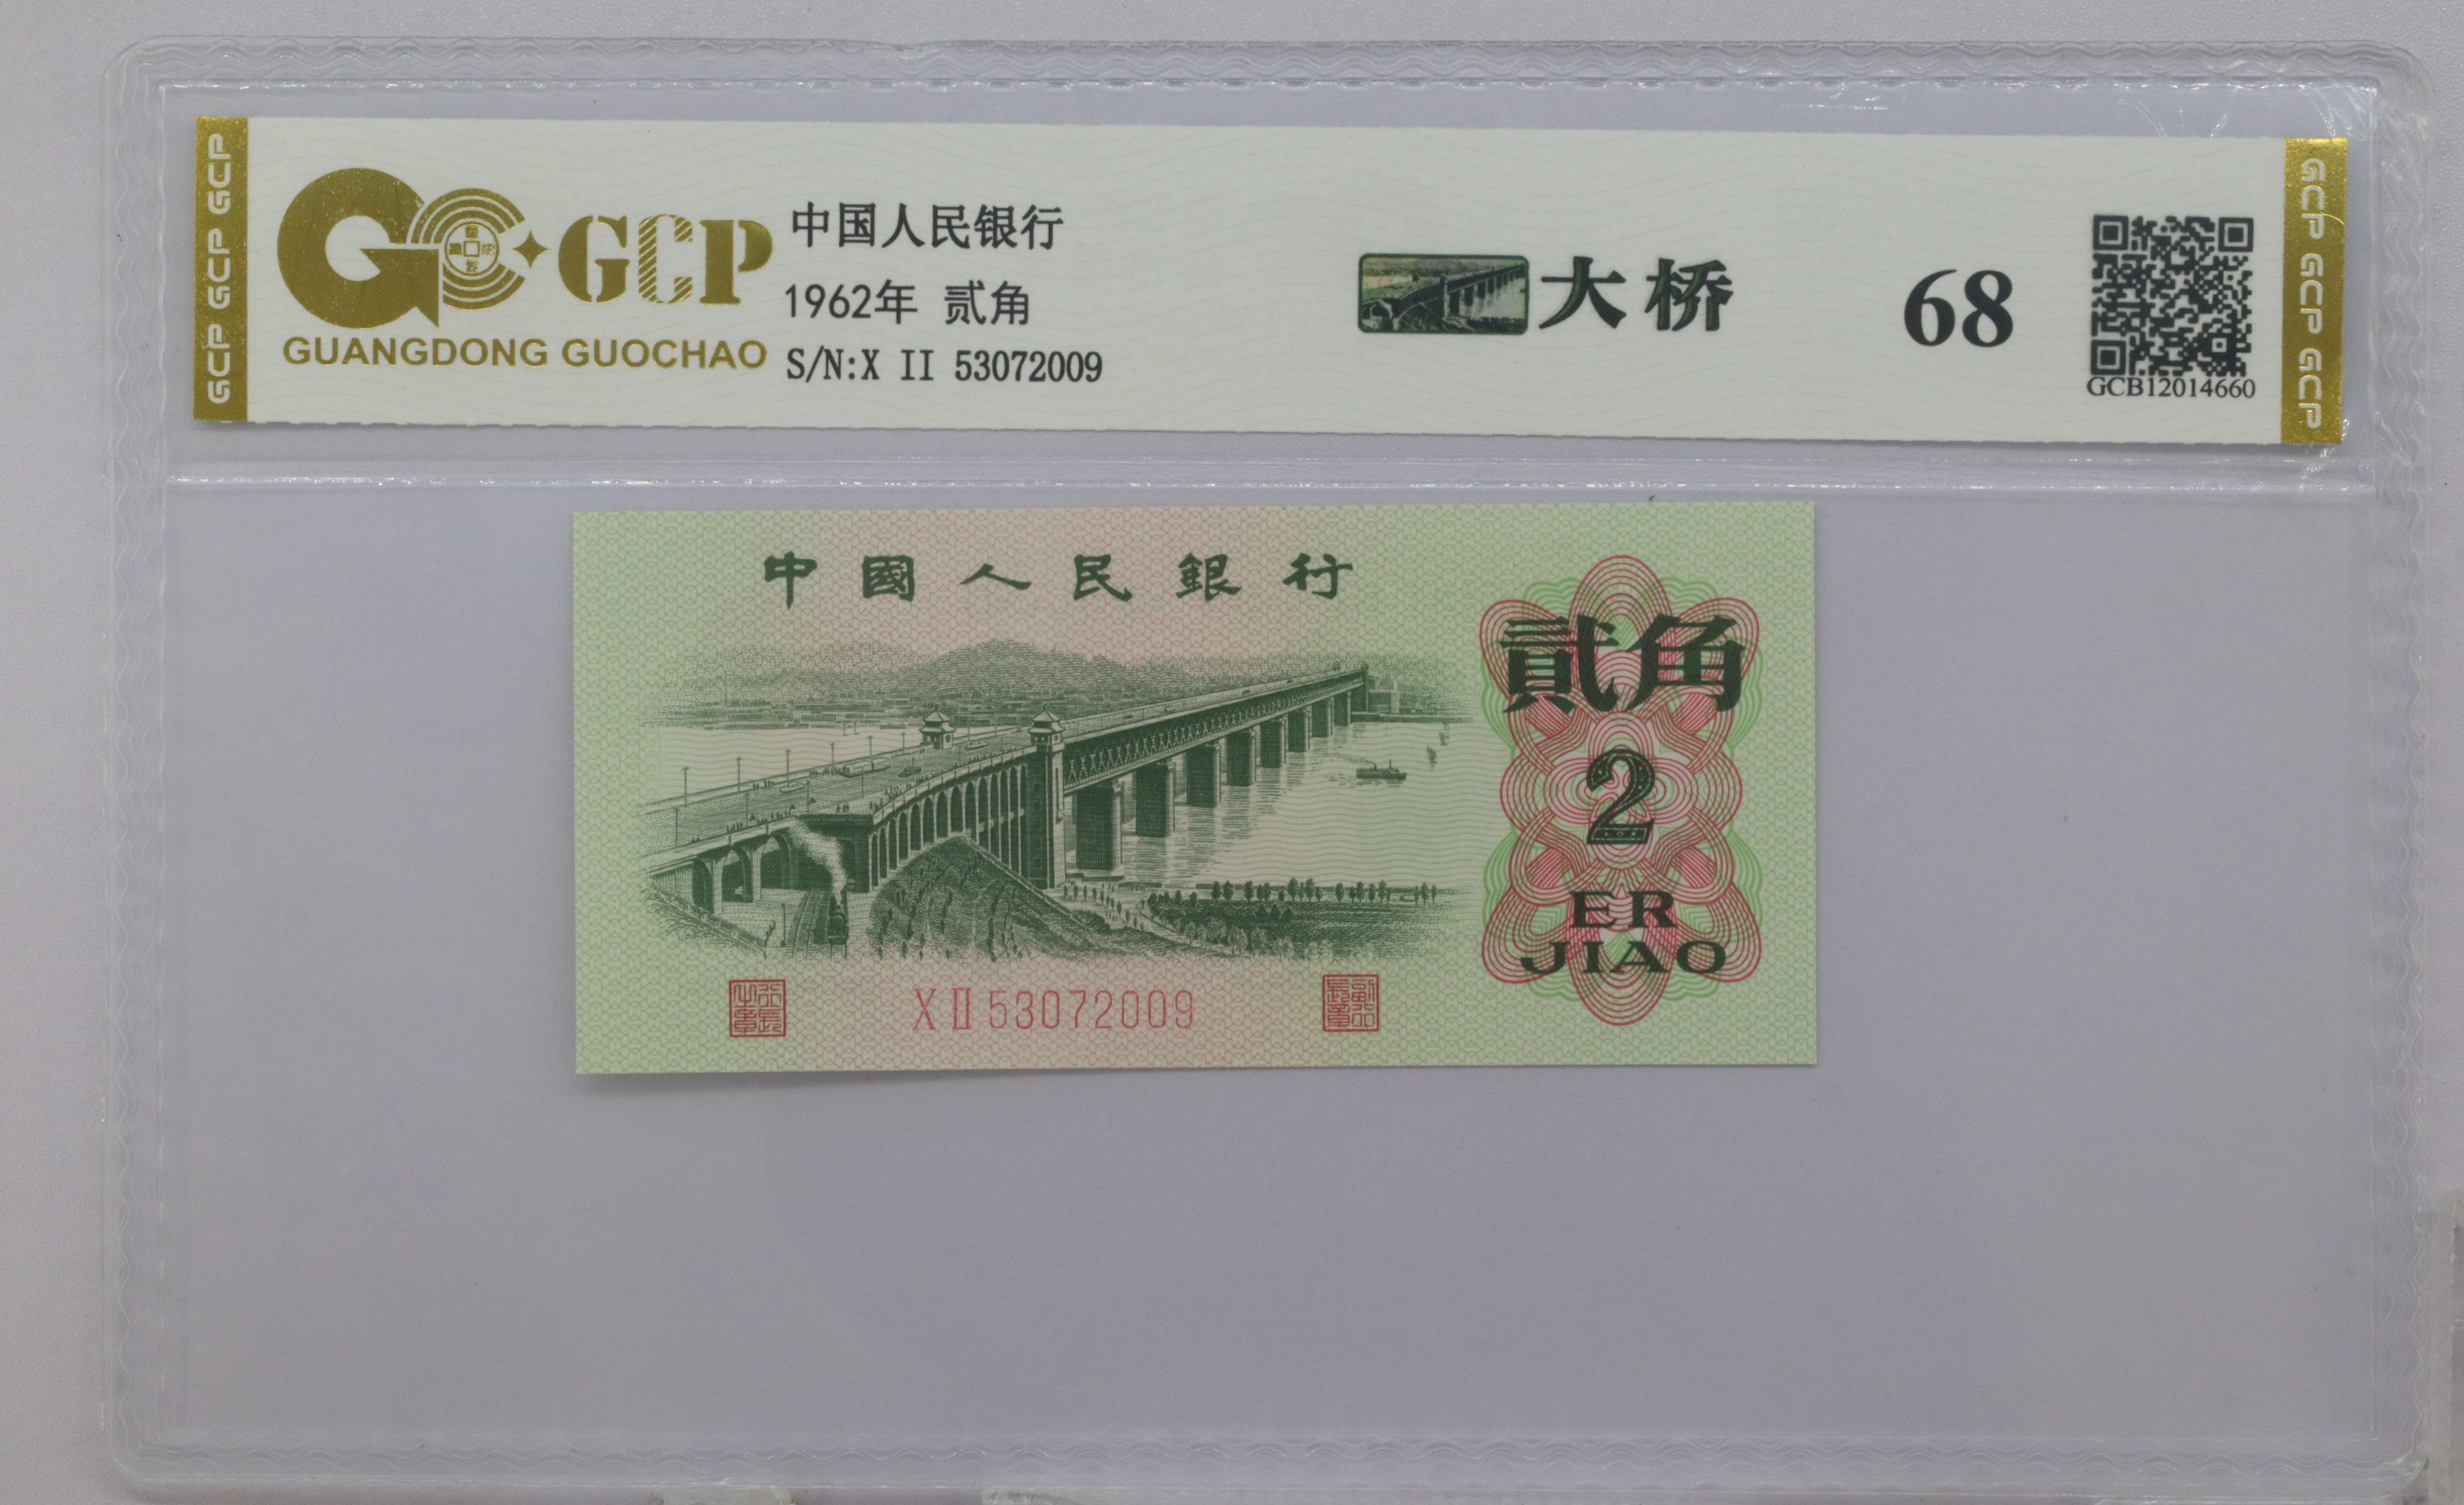 GCP GCP GCP
GCP
GUANGDONG GUOCHAO
中国人民银行
1962年 贰角
S/N:X II 53072009
大桥
68
GCB12014660
GCP GCP GCP
中國人民銀行
貳角
2
ER
JIAO
X II 53072009